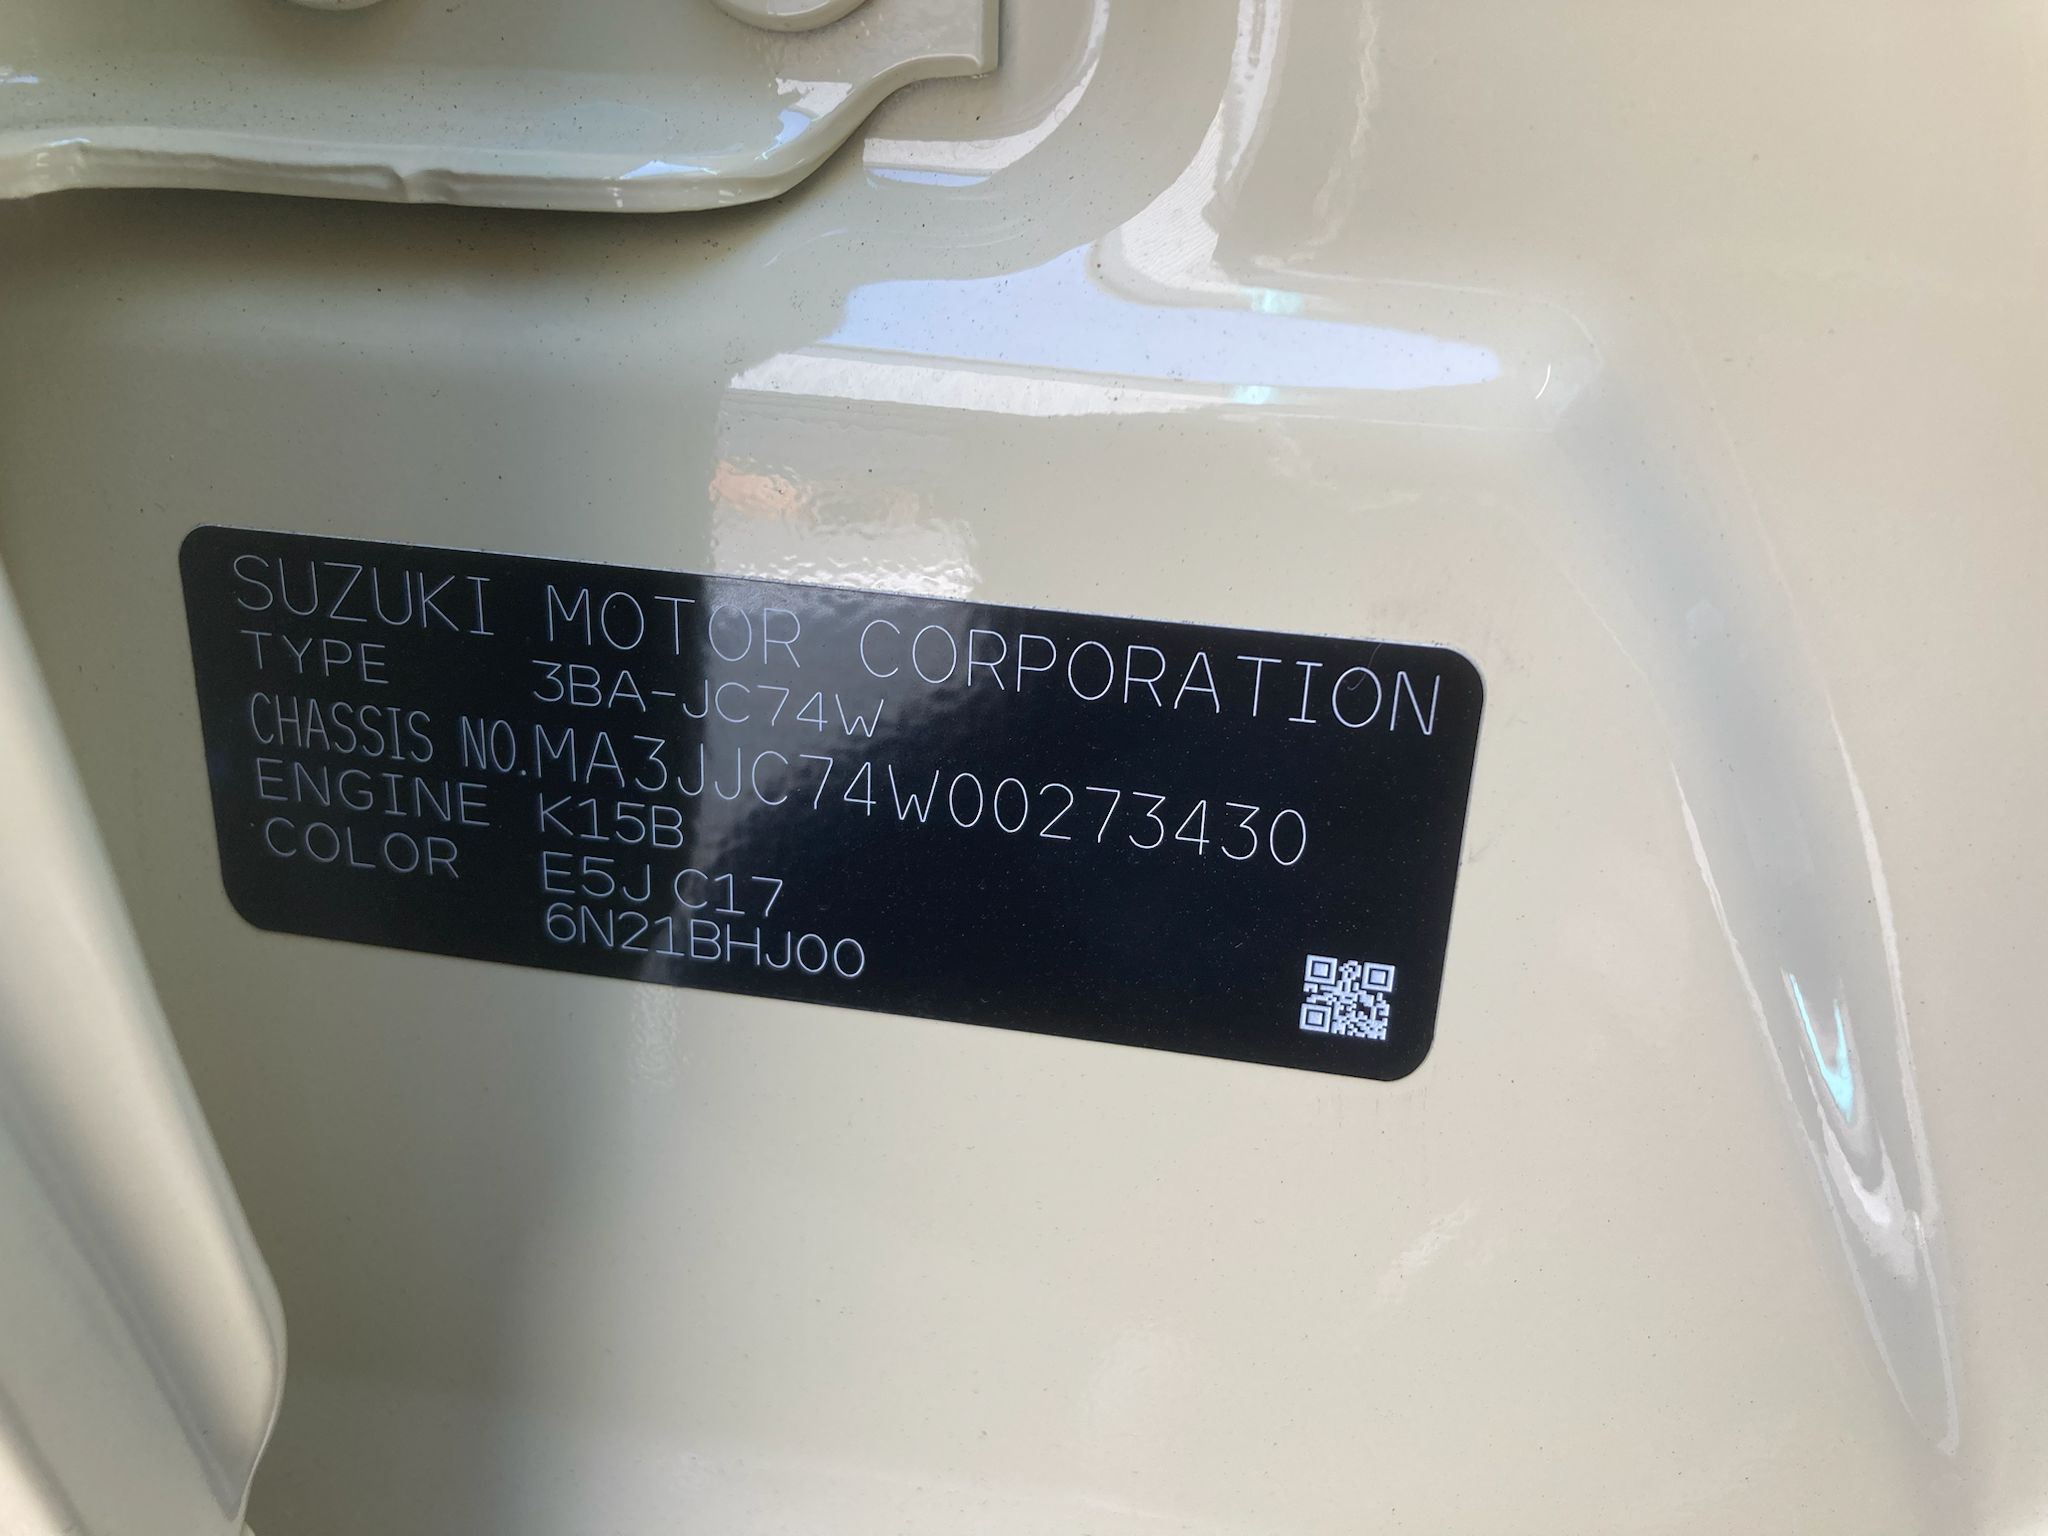 SUZUKI MOTOR CORPORATION
TYPE 3BA-JC74W
CHASSIS NO. MA3JJC74W00273430
ENGINE K15B
COLOR E5J C17
6N21BHJ00